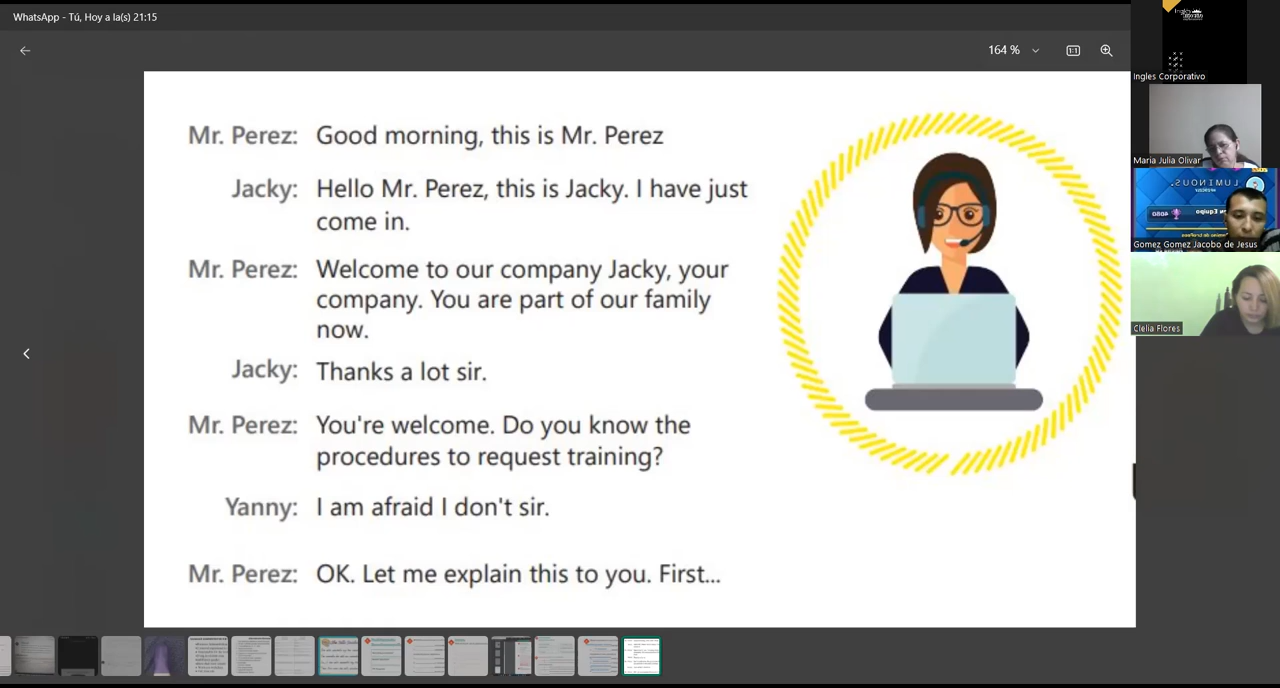 WhatsApp - Tú, Hoy a la(s) 21:15
164 %
Mr. Perez: Good morning, this is Mr. Perez
Jacky: Hello Mr. Perez, this is Jacky. I have just
come in.
Mr. Perez: Welcome to our company Jacky, your
company. You are part of our family
now.
Jacky: Thanks a lot sir.
Mr. Perez: You're welcome. Do you know the
procedures to request training?
Yanny: I am afraid I don't sir.
Mr. Perez: OK. Let me explain this to you. First...
Ingles Corporativo
Maria Julia Olivar
LUMINOUS.
Gomez Gomez Jacobo de Jesus
Clelia Flores